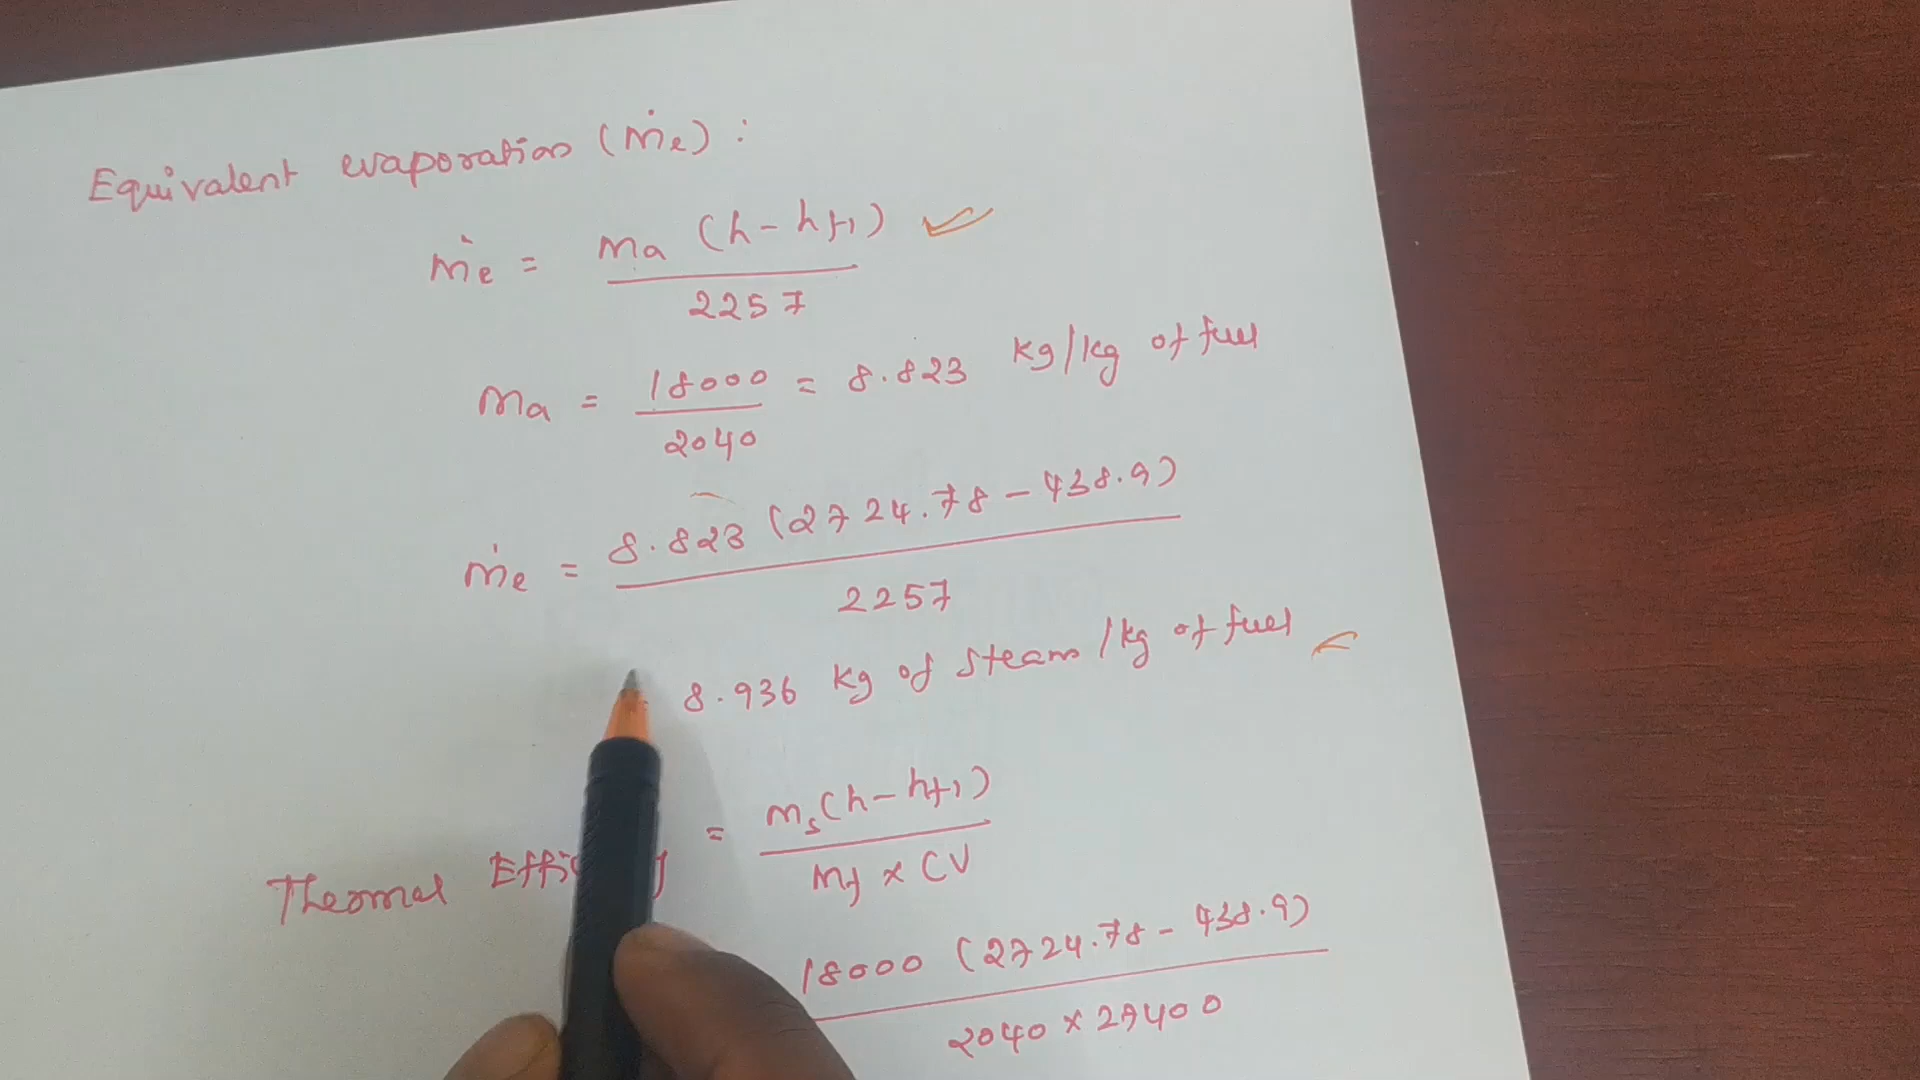 Equivalent evaporation (ṁe) :
ṁe = ma (h - hf1) / 2257
ma = 18000 / 2040 = 8.823 kg/kg of fuel
ṁe = 8.823 (2724.78 - 438.9) / 2257
8.936 kg of steam / kg of fuel
Thermal = ms(h - hf1) / mf x CV
18000 (2724.78 - 438.9) / 2040 x 27400